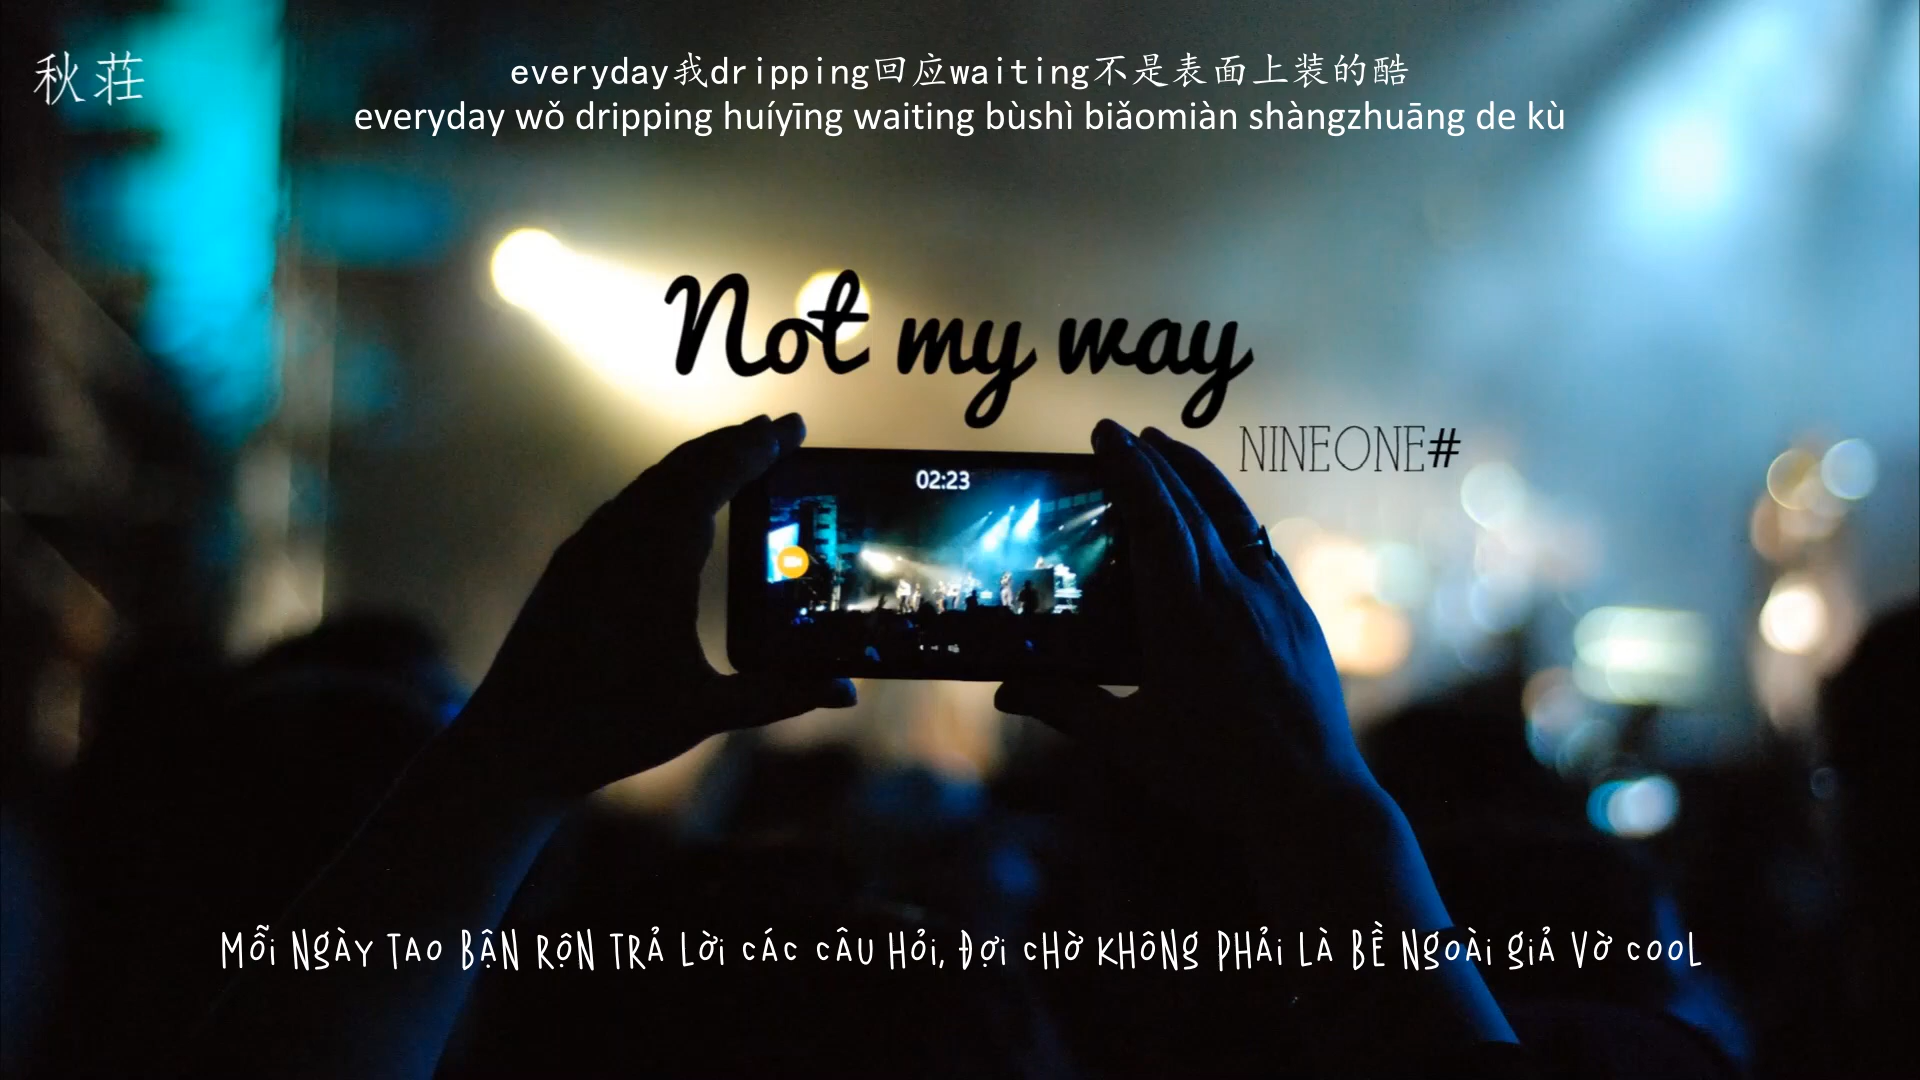 秋荘
everyday我dripping回应waiting不是表面上装的酷
everyday wǒ dripping huíyīng waiting bùshì biǎomiàn shàngzhuāng de kù
Not my way
NINEONE#
02:23
Mỗi ngày tao bận rộn trả lời các câu hỏi, đợi chờ không phải là bề ngoài giả vờ cool